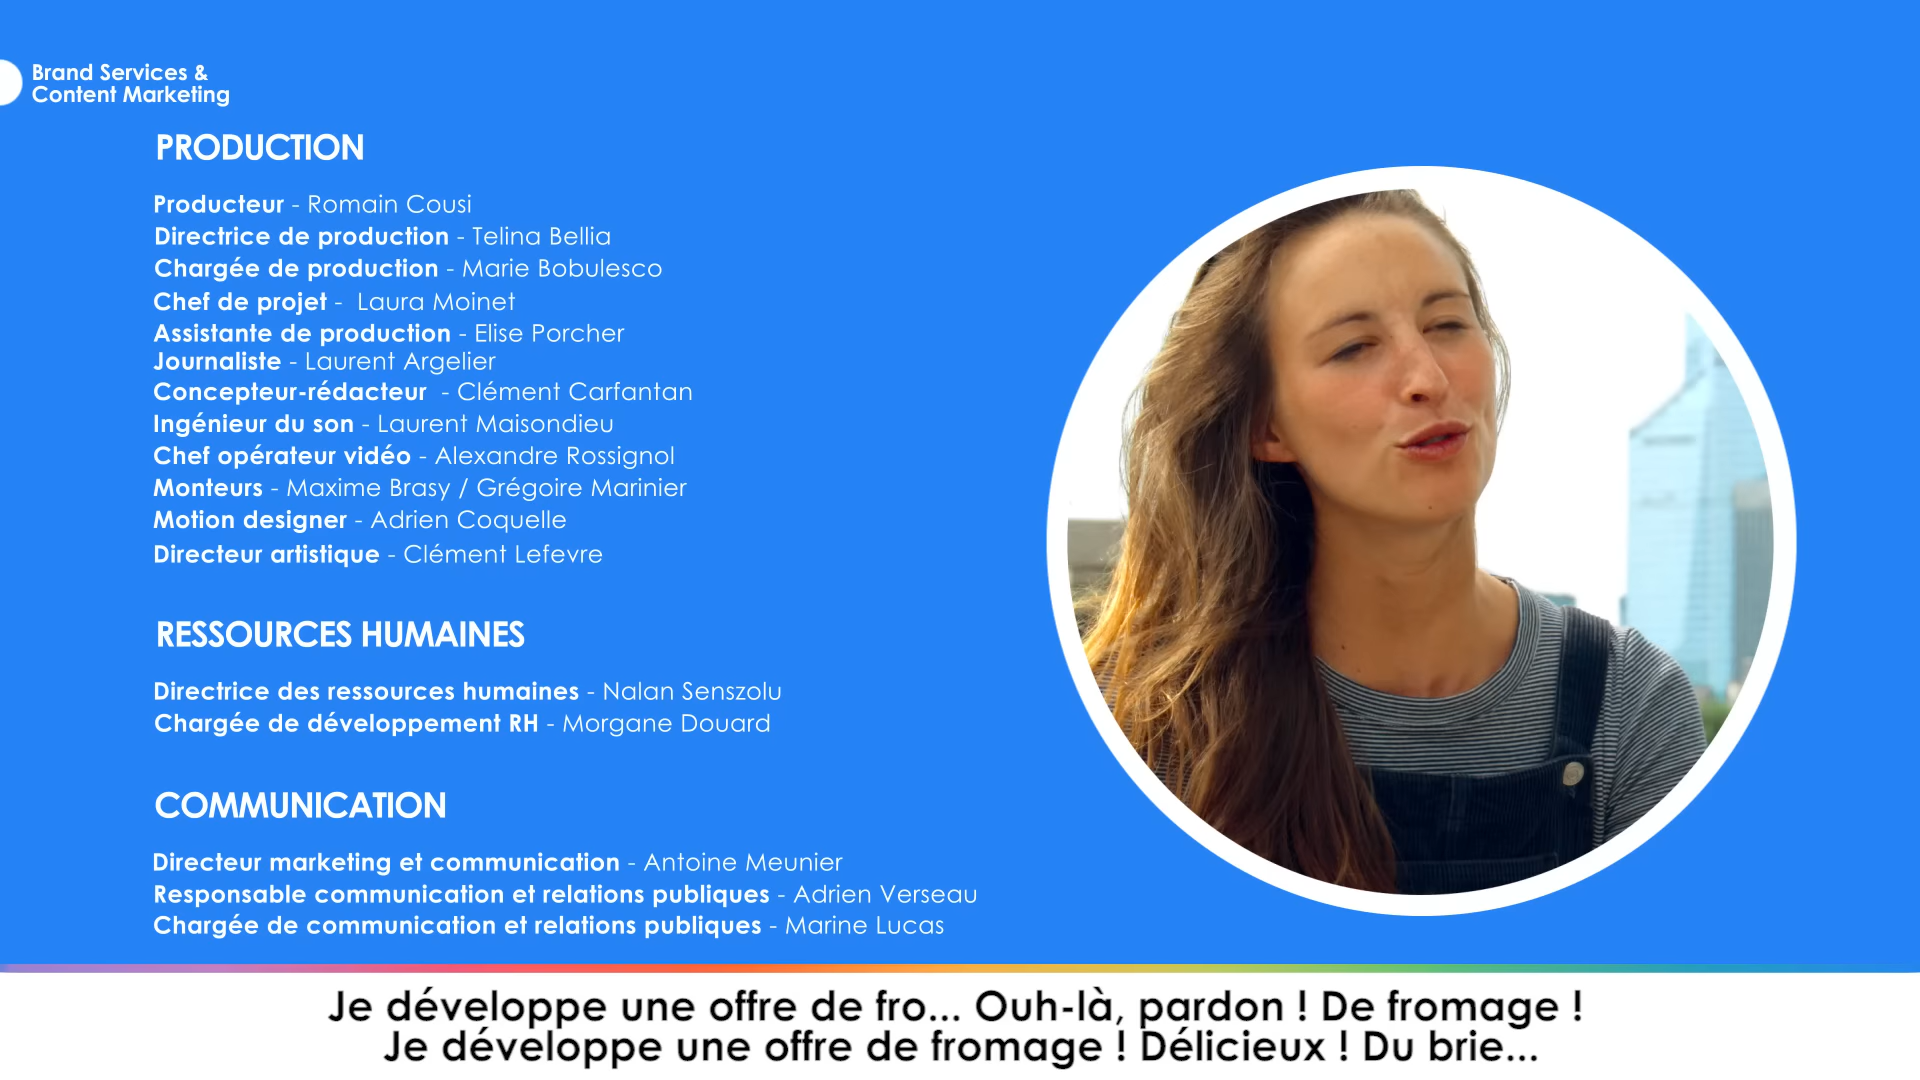 Brand Services &
Content Marketing
PRODUCTION
Producteur - Romain Cousi
Directrice de production - Telina Bellia
Chargée de production - Marie Bobulesco
Chef de projet - Laura Moinet
Assistante de production - Elise Porcher
Journaliste - Laurent Argelier
Concepteur-rédacteur - Clément Carfantan
Ingénieur du son - Laurent Maisondieu
Chef opérateur vidéo - Alexandre Rossignol
Monteurs - Maxime Brasy / Grégoire Marinier
Motion designer - Adrien Coquelle
Directeur artistique - Clément Lefevre
RESSOURCES HUMAINES
Directrice des ressources humaines - Nalan Senszolu
Chargée de développement RH - Morgane Douard
COMMUNICATION
Directeur marketing et communication - Antoine Meunier
Responsable communication et relations publiques - Adrien Verseau
Chargée de communication et relations publiques - Marine Lucas
Je développe une offre de fro... Ouh-là, pardon ! De fromage !
Je développe une offre de fromage ! Délicieux ! Du brie...